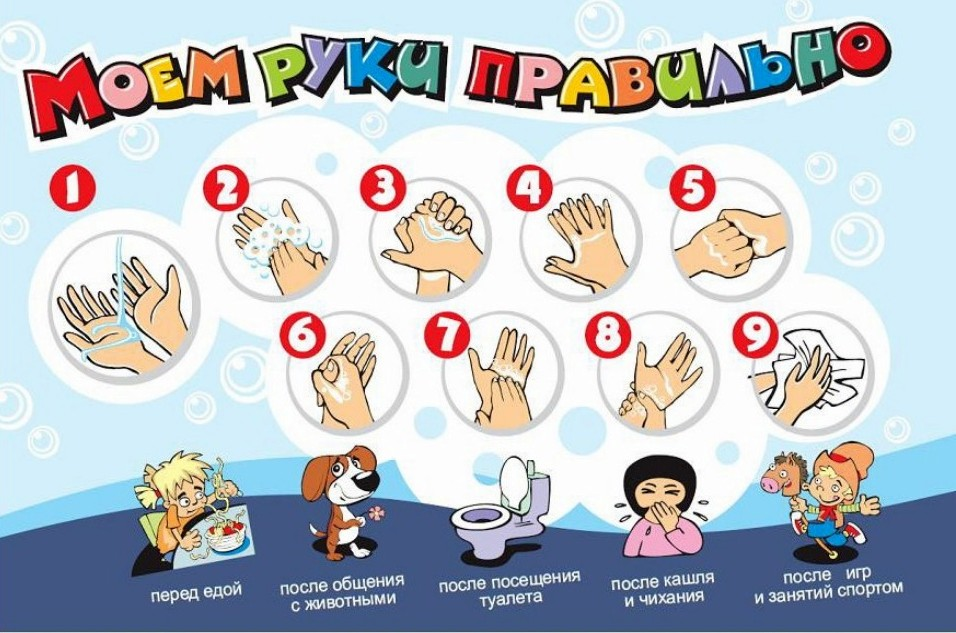 Моем руки правильно
1
2
3
4
5
6
7
8
9
перед едой
после общения
с животными
после посещения
туалета
после кашля
и чихания
после игр
и занятий спортом